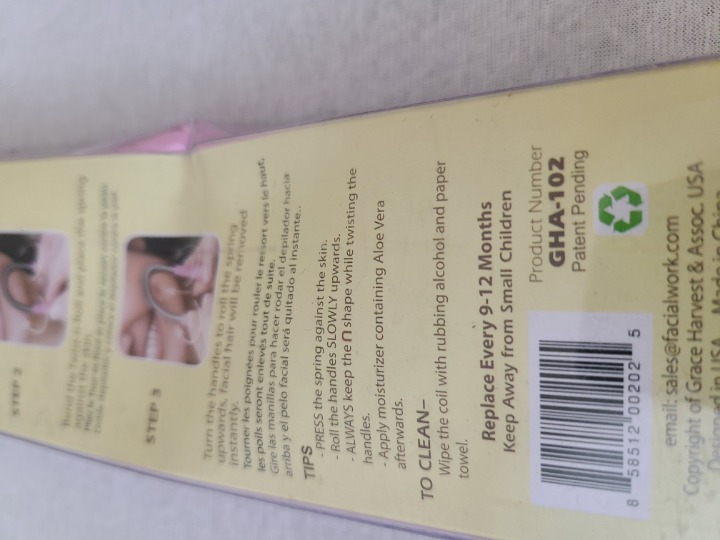 STEP 2
STEP 3
Turn the handles to roll the spring
upwards, facial hair will be removed
instantly.
Tourner les poignées pour rouler le ressort vers le haut,
les poils seront enlevés tout de suite.
Gire las manillas para hacer rodar el depilador hacia
arriba y el pelo facial será quitado al instante..
TIPS
- PRESS the spring against the skin.
- Roll the handles SLOWLY upwards.
- ALWAYS keep the ∩ shape while twisting the
handles.
- Apply moisturizer containing Aloe Vera
afterwards.
TO CLEAN–
Wipe the coil with rubbing alcohol and paper
towel.
Replace Every 9-12 Months
Keep Away from Small Children
Product Number
GHA-102
Patent Pending
8 58512 00202 5
email: sales@facialwork.com
Copyright of Grace Harvest & Assoc. USA
Designed in USA Made in China